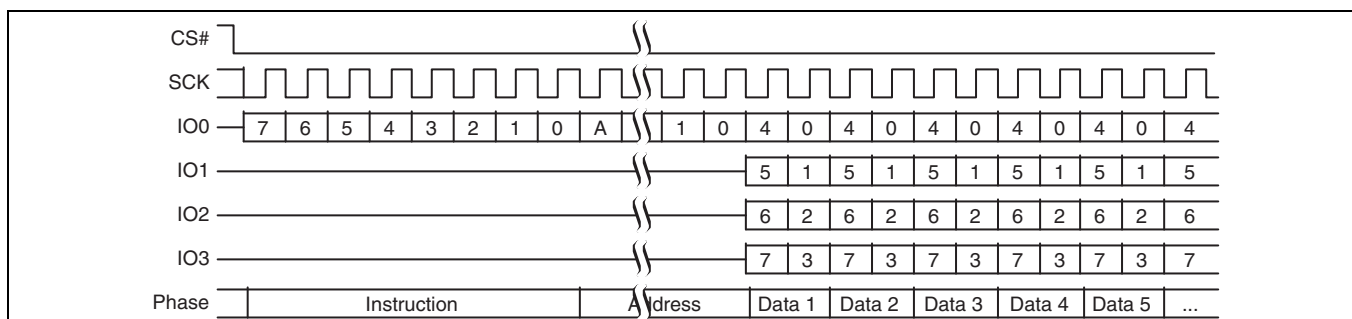 CS#
SCK
IO0 7 6 5 4 3 2 1 0 A 1 0 4 0 4 0 4 0 4 0 4 0 4
IO1 5 1 5 1 5 1 5 1 5 1 5
IO2 6 2 6 2 6 2 6 2 6 2 6
IO3 7 3 7 3 7 3 7 3 7 3 7
Phase Instruction Address Data 1 Data 2 Data 3 Data 4 Data 5 ...